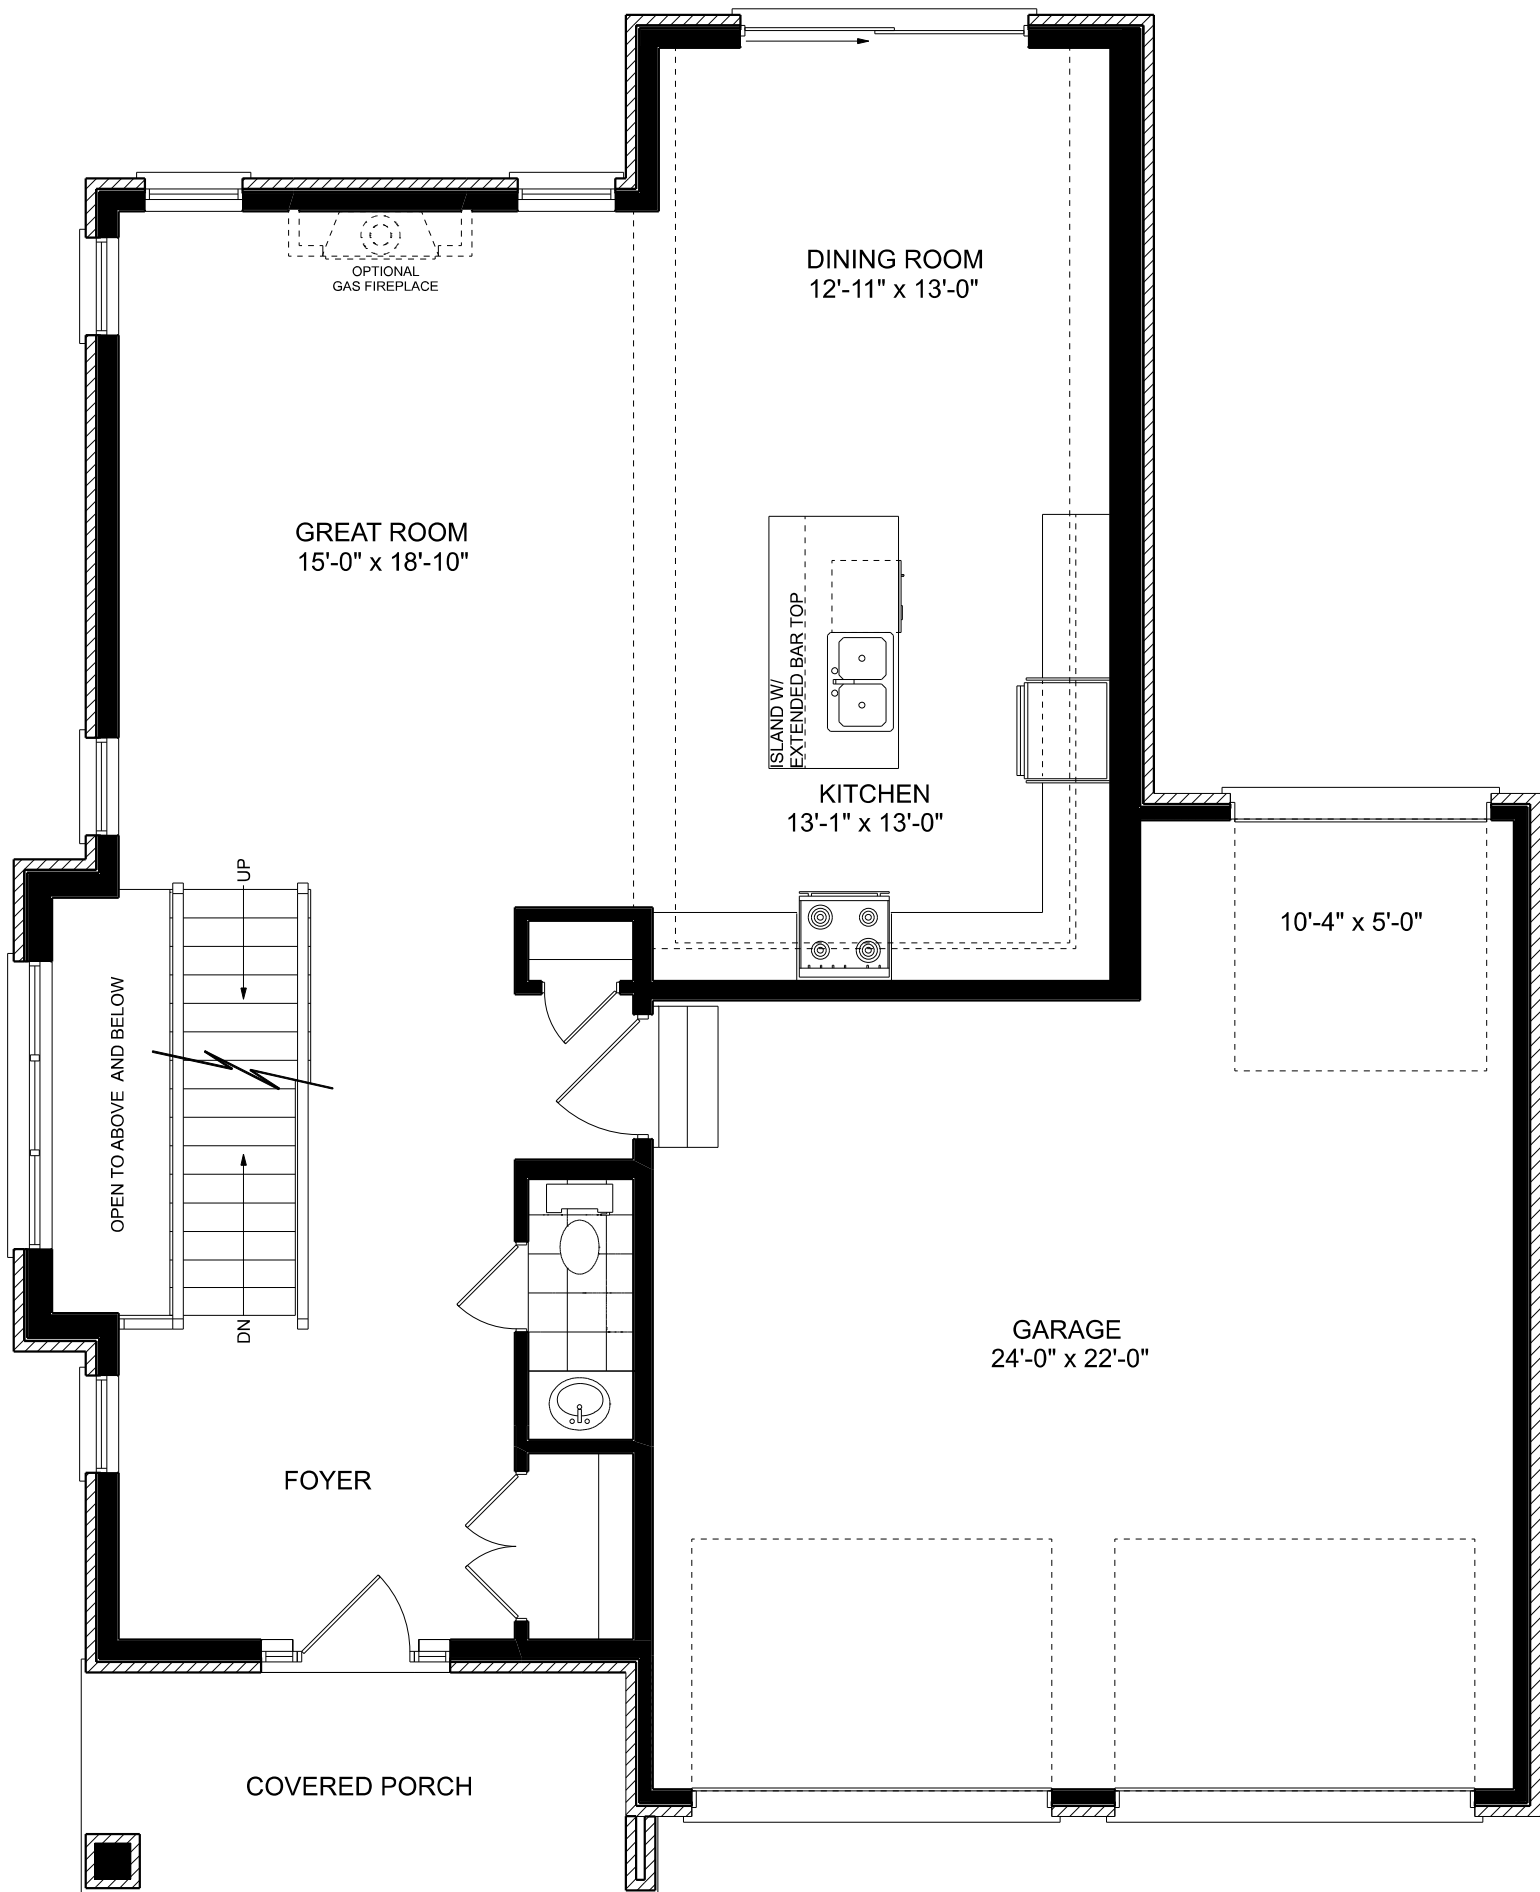 DINING ROOM
12'-11" x 13'-0"
OPTIONAL
GAS FIREPLACE
GREAT ROOM
15'-0" x 18'-10"
ISLAND W/
EXTENDED BAR TOP
KITCHEN
13'-1" x 13'-0"
UP
10'-4" x 5'-0"
OPEN TO ABOVE AND BELOW
DN
GARAGE
24'-0" x 22'-0"
FOYER
COVERED PORCH